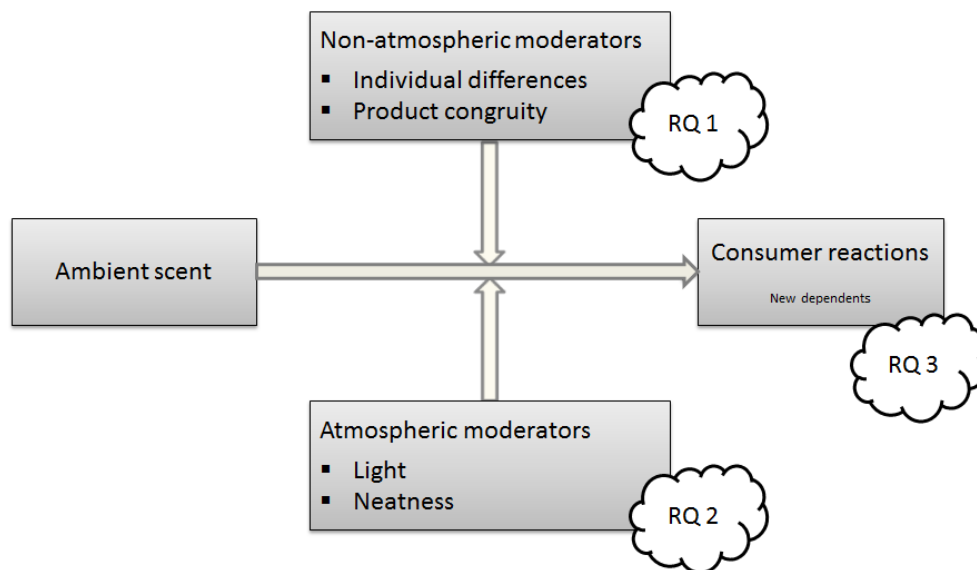 Non-atmospheric moderators
▪ Individual differences
▪ Product congruity
RQ 1
Ambient scent
Consumer reactions
New dependents
RQ 3
Atmospheric moderators
▪ Light
▪ Neatness
RQ 2